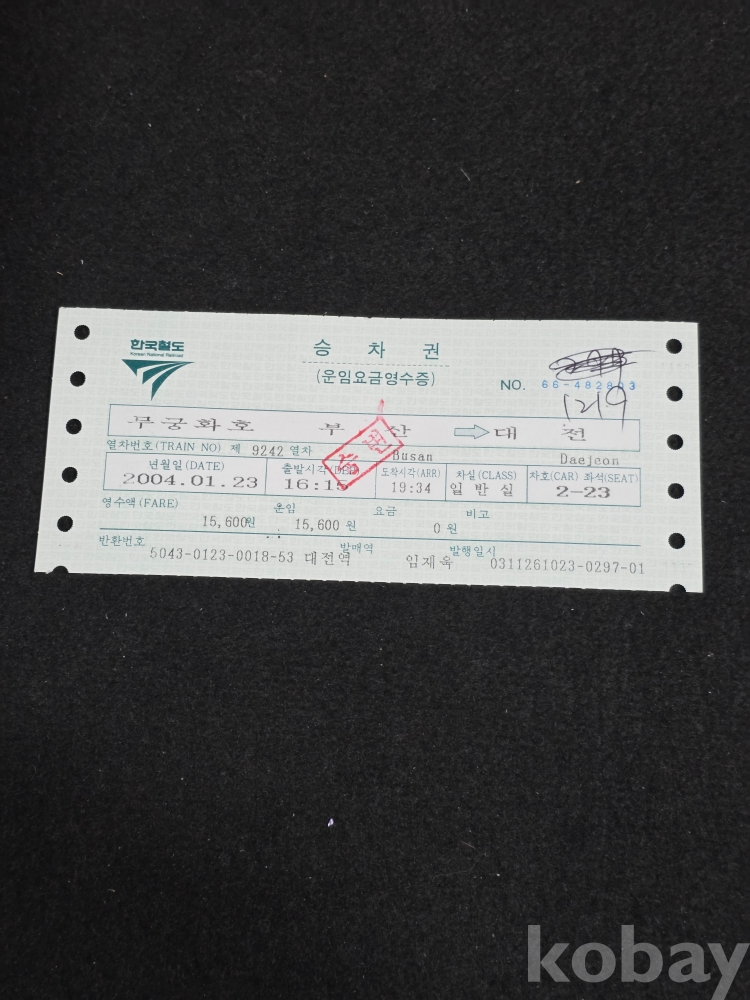 한국철도
Korean National Railroad
승 차 권
(운임요금영수증)
NO. 66-482803
1219
무궁화호 부 산 ⇨ 대 전
열차번호(TRAIN NO) 제 9242 열차 Busan Daejeon
년월일(DATE) 출발시각(DEP) 도착시각(ARR) 차실(CLASS) 차호(CAR) 좌석(SEAT)
2004.01.23 16:15 19:34 일반실 2-23
영수액(FARE) 운임 요금 비고
15,600원 15,600 원 0 원
반환번호 발매역 발행일시
5043-0123-0018-53 대전역 임재욱 0311261023-0297-01
kobay